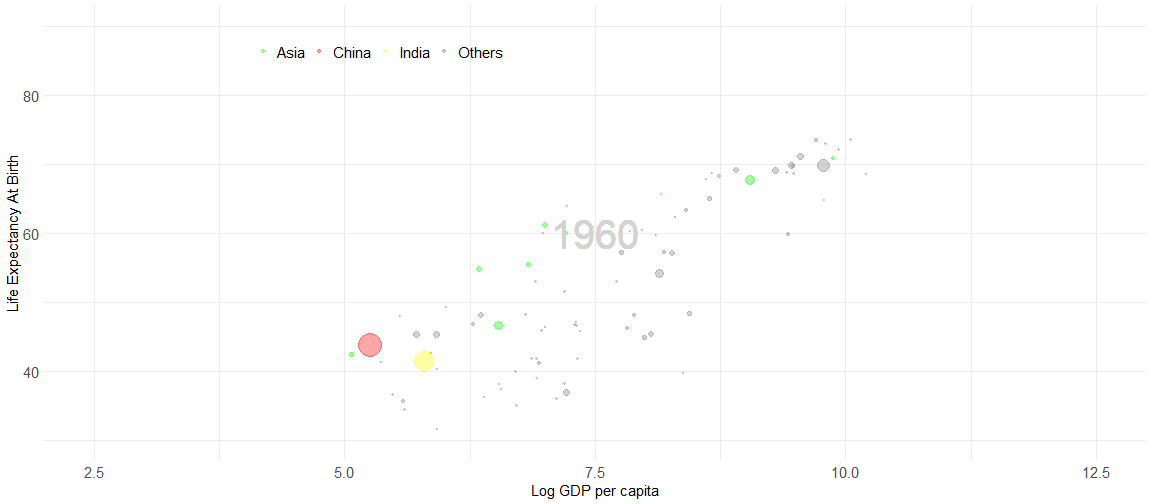 Asia China India Others
80
60
40
1960
Life Expectancy At Birth
2.5 5.0 7.5 10.0 12.5
Log GDP per capita